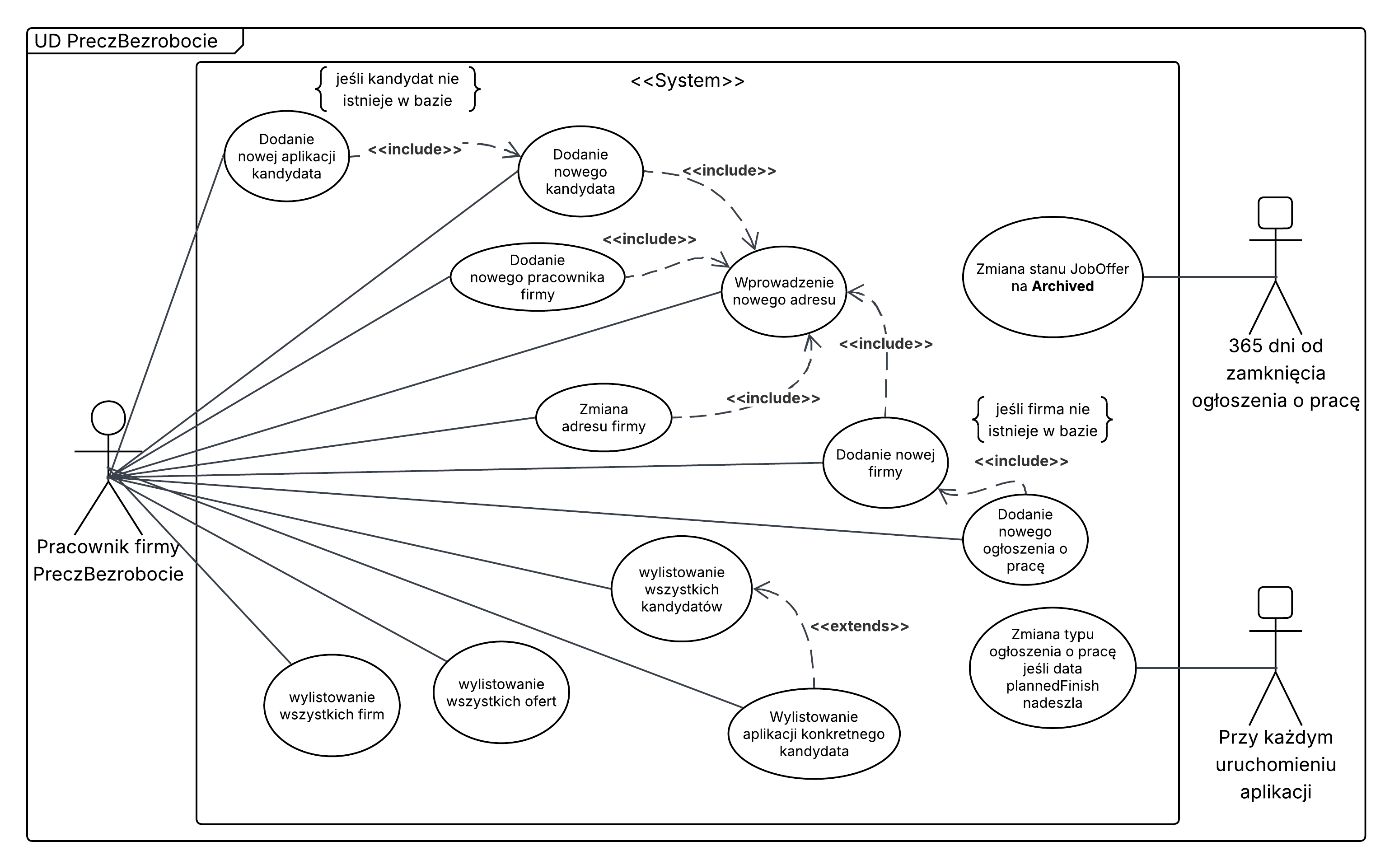 UD PreczBezrobocie
jeśli kandydat nie
istnieje w bazie
<<System>>
Dodanie
nowej aplikacji
kandydata
<<include>>
Dodanie
nowego
kandydata
<<include>>
<<include>>
Dodanie
nowego pracownika
firmy
Wprowadzenie
nowego adresu
Zmiana stanu JobOffer
na Archived
365 dni od
zamknięcia
ogłoszenia o pracę
<<include>>
<<include>>
Zmiana
adresu firmy
jeśli firma nie
istnieje w bazie
<<include>>
Dodanie nowej
firmy
Dodanie
nowego
ogłoszenia o
pracę
Pracownik firmy
PreczBezrobocie
wylistowanie
wszystkich
kandydatów
<<extends>>
Zmiana typu
ogłoszenia o pracę
jeśli data
plannedFinish
nadeszla
wylistowanie
wszystkich firm
wylistowanie
wszystkich ofert
Wylistowanie
aplikacji konkretnego
kandydata
Przy każdym
uruchomieniu
aplikacji